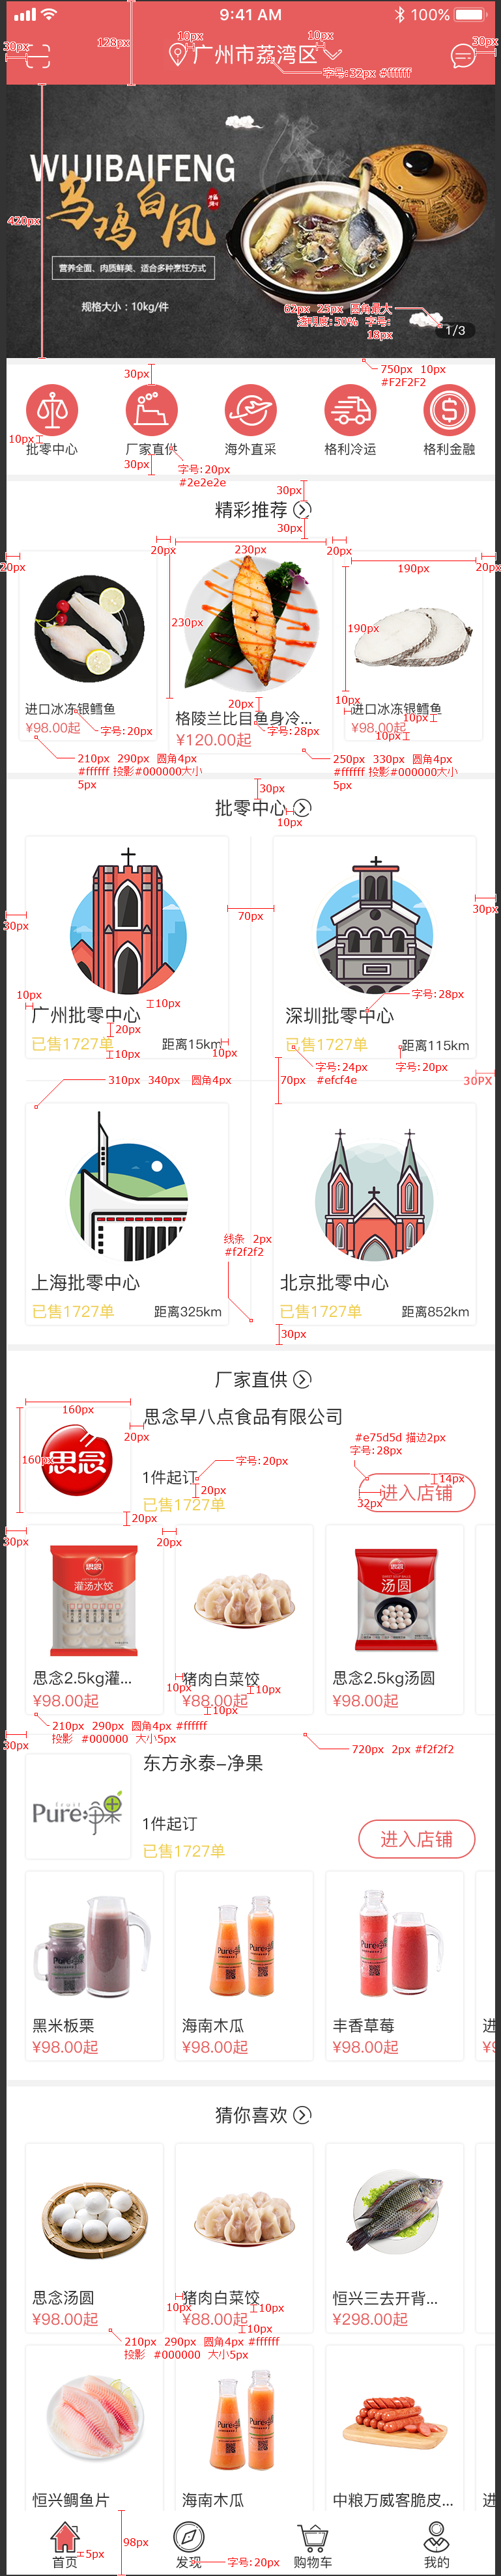 9:41 AM
100%
30px
128px
10px
广州市荔湾区
10px
30px
字号:32px #ffffff
WUJIBAIFENG
乌鸡白凤
420px
营养全面、肉质鲜美、适合多种烹饪方式
规格大小：10kg/件
62px 25px 圆角最大
透明度:50% 字号:
18px
1/3
750px 10px
#F2F2F2
30px
10px
批零中心
厂家直供
海外直采
格利冷运
格利金融
30px
字号:20px
#2e2e2e
30px
精彩推荐
30px
20px
20px
230px
20px
190px
20px
230px
190px
进口冰冻银鳕鱼
¥98.00起
字号:20px
20px
格陵兰比目鱼身冷...
¥120.00起
字号:28px
10px
进口冰冻银鳕鱼
¥98.00起
10px
10px
210px 290px 圆角4px
#ffffff 投影#000000大小
5px
250px 330px 圆角4px
#ffffff 投影#000000大小
5px
30px
批零中心
10px
30px
70px
30px
10px
广州批零中心
10px
20px
已售1727单
距离15km
10px
10px
字号:28px
深圳批零中心
已售1727单
距离115km
字号:24px
#efcf4e
字号:20px
310px 340px 圆角4px
70px
30PX
上海批零中心
已售1727单
距离325km
线条 2px
#f2f2f2
北京批零中心
已售1727单
距离852km
30px
厂家直供
160px
160px
思念
20px
思念早八点食品有限公司
1件起订
字号:20px
20px
已售1727单
#e75d5d 描边2px
字号:28px
14px
进入店铺
32px
20px
30px
20px
思念
灌汤水饺
思念2.5kg灌...
¥98.00起
猪肉白菜饺
10px
¥88.00起
10px
10px
汤圆
思念2.5kg汤圆
¥98.00起
210px 290px 圆角4px #ffffff
投影 #000000 大小5px
30px
720px 2px #f2f2f2
东方永泰-净果
Pure
1件起订
已售1727单
进入店铺
黑米板栗
¥98.00起
海南木瓜
¥98.00起
丰香草莓
¥98.00起
进
¥9
猜你喜欢
思念汤圆
¥98.00起
猪肉白菜饺
10px
¥88.00起
10px
10px
恒兴三去开背...
¥298.00起
210px 290px 圆角4px #ffffff
投影 #000000 大小5px
恒兴鲷鱼片
海南木瓜
中粮万威客脆皮...
进
首页
5px
98px
发现
字号:20px
购物车
我的